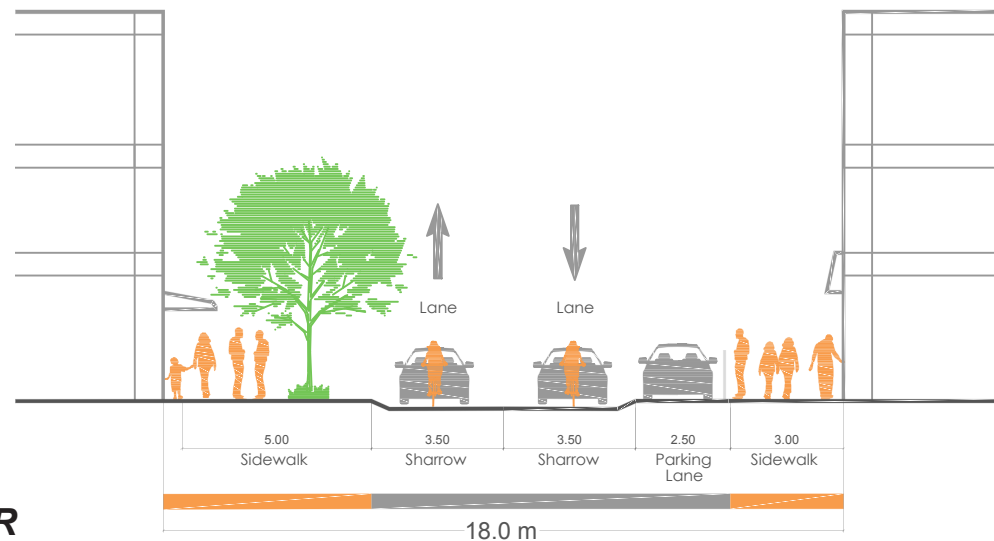 Lane Lane
5.00 3.50 3.50 2.50 3.00
Sidewalk Sharrow Sharrow Parking Sidewalk
Lane
R
18.0 m